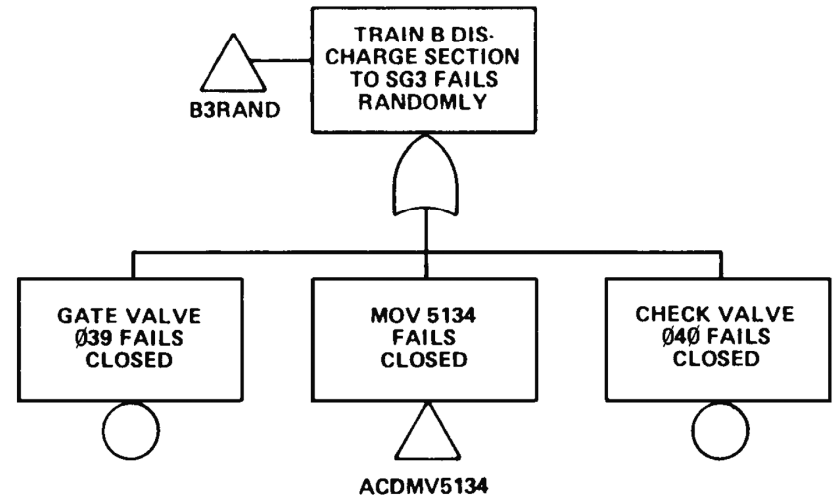 TRAIN B DIS-
CHARGE SECTION
TO SG3 FAILS
RANDOMLY
B3RAND
GATE VALVE
Ø39 FAILS
CLOSED
MOV 5134
FAILS
CLOSED
CHECK VALVE
Ø4Ø FAILS
CLOSED
ACDMV5134